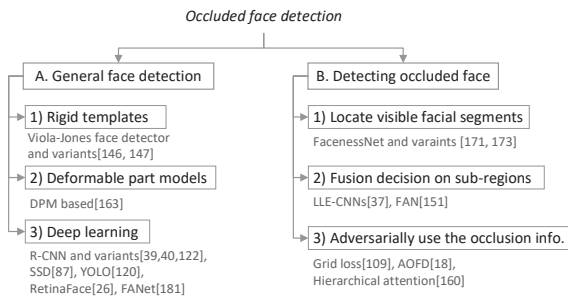 Occluded face detection
A. General face detection
1) Rigid templates
Viola-Jones face detector
and variants[146, 147]
2) Deformable part models
DPM based[163]
3) Deep learning
R-CNN and variants[39,40,122],
SSD[87], YOLO[120],
RetinaFace[26], FANet[181]
B. Detecting occluded face
1) Locate visible facial segments
FacenessNet and varaints [171, 173]
2) Fusion decision on sub-regions
LLE-CNNs[37], FAN[151]
3) Adversarially use the occlusion info.
Grid loss[109], AOFD[18],
Hierarchical attention[160]